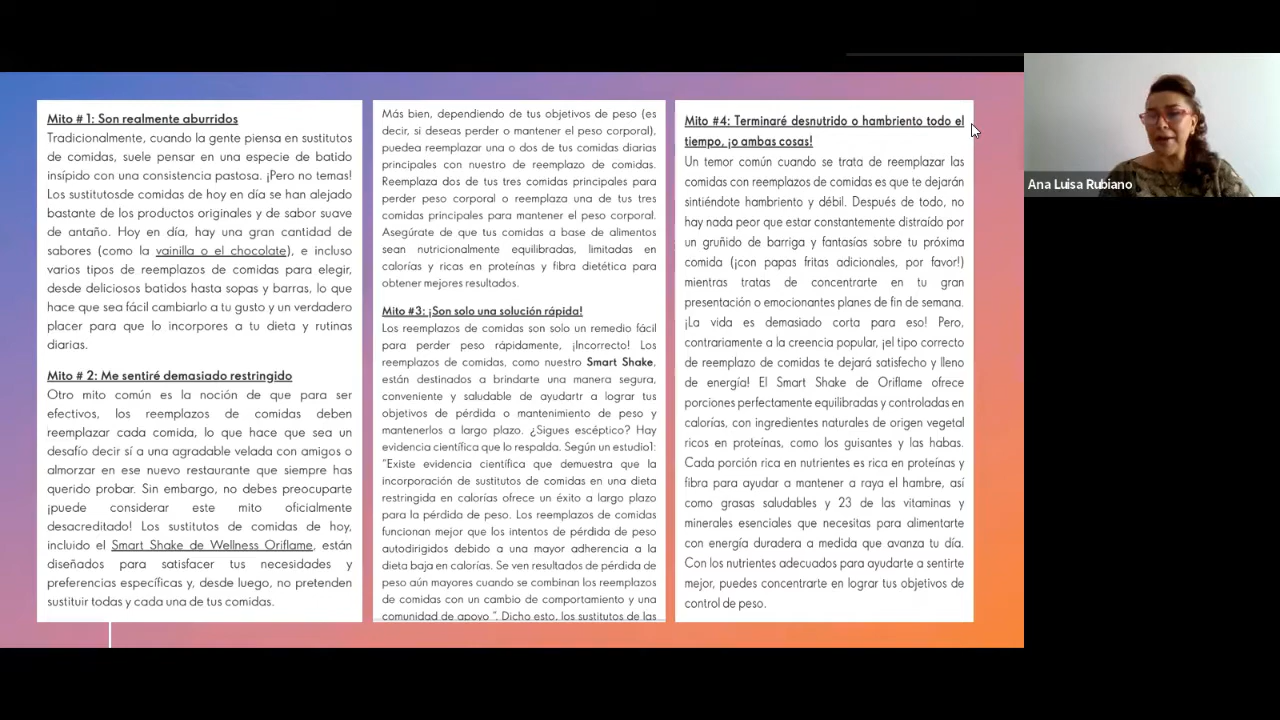 Mito # 1: Son realmente aburridos
Tradicionalmente, cuando la gente piensa en sustitutos
de comidas, suele pensar en una especie de batido
insípido con una consistencia pastosa. ¡Pero no temas!
Los sustitutosde comidas de hoy en día se han alejado
bastante de los productos originales y de sabor suave
de antaño. Hoy en día, hay una gran cantidad de
sabores (como la vainilla o el chocolate), e incluso
varios tipos de reemplazos de comidas para elegir,
desde deliciosos batidos hasta sopas y barras, lo que
hace que sea fácil cambiarlo a tu gusto y un verdadero
placer para que lo incorpores a tu dieta y rutinas
diarias.
Mito # 2: Me sentiré demasiado restringido
Otro mito común es la noción de que para ser
efectivos, los reemplazos de comidas deben
reemplazar cada comida, lo que hace que sea un
desafío decir sí a una agradable velada con amigos o
almorzar en ese nuevo restaurante que siempre has
querido probar. Sin embargo, no debes preocuparte
¡puede considerar este mito oficialmente
desacreditado! Los sustitutos de comidas de hoy,
incluido el Smart Shake de Wellness Oriflame, están
diseñados para satisfacer tus necesidades y
preferencias específicas y, desde luego, no pretenden
sustituir todas y cada una de tus comidas.
Más bien, dependiendo de tus objetivos de peso (es
decir, si deseas perder o mantener el peso corporal),
puedea reemplazar una o dos de tus comidas diarias
principales con nuestro de reemplazo de comidas.
Reemplaza dos de tus tres comidas principales para
perder peso corporal o reemplaza una de tus tres
comidas principales para mantener el peso corporal.
Asegúrate de que tus comidas a base de alimentos
sean nutricionalmente equilibradas, limitadas en
calorías y ricas en proteínas y fibra dietética para
obtener mejores resultados.
Mito #3: ¡Son solo una solución rápida!
Los reemplazos de comidas son solo un remedio fácil
para perder peso rápidamente, ¡Incorrecto! Los
reemplazos de comidas, como nuestro Smart Shake,
están destinados a brindarte una manera segura,
conveniente y saludable de ayudartr a lograr tus
objetivos de pérdida o mantenimiento de peso y
mantenerlos a largo plazo. ¿Sigues escéptico? Hay
evidencia científica que lo respalda. Según un estudio1:
"Existe evidencia científica que demuestra que la
incorporación de sustitutos de comidas en una dieta
restringida en calorías ofrece un éxito a largo plazo
para la pérdida de peso. Los reemplazos de comidas
funcionan mejor que los intentos de pérdida de peso
autodirigidos debido a una mayor adherencia a la
dieta baja en calorías. Se ven resultados de pérdida de
peso aún mayores cuando se combinan los reemplazos
de comidas con un cambio de comportamiento y una
comunidad de apoyo ". Dicho esto, los sustitutos de las
Mito #4: Terminaré desnutrido o hambriento todo el
tiempo, ¡o ambas cosas!
Un temor común cuando se trata de reemplazar las
comidas con reemplazos de comidas es que te dejarán
sintiéndote hambriento y débil. Después de todo, no
hay nada peor que estar constantemente distraído por
un gruñido de barriga y fantasías sobre tu próxima
comida (¡con papas fritas adicionales, por favor!)
mientras tratas de concentrarte en tu gran
presentación o emocionantes planes de fin de semana.
¡La vida es demasiado corta para eso! Pero,
contrariamente a la creencia popular, ¡el tipo correcto
de reemplazo de comidas te dejará satisfecho y lleno
de energía! El Smart Shake de Oriflame ofrece
porciones perfectamente equilibradas y controladas en
calorías, con ingredientes naturales de origen vegetal
ricos en proteínas, como los guisantes y las habas.
Cada porción rica en nutrientes es rica en proteínas y
fibra para ayudar a mantener a raya el hambre, así
como grasas saludables y 23 de las vitaminas y
minerales esenciales que necesitas para alimentarte
con energía duradera a medida que avanza tu día.
Con los nutrientes adecuados para ayudarte a sentirte
mejor, puedes concentrarte en lograr tus objetivos de
control de peso.
Ana Luisa Rubiano